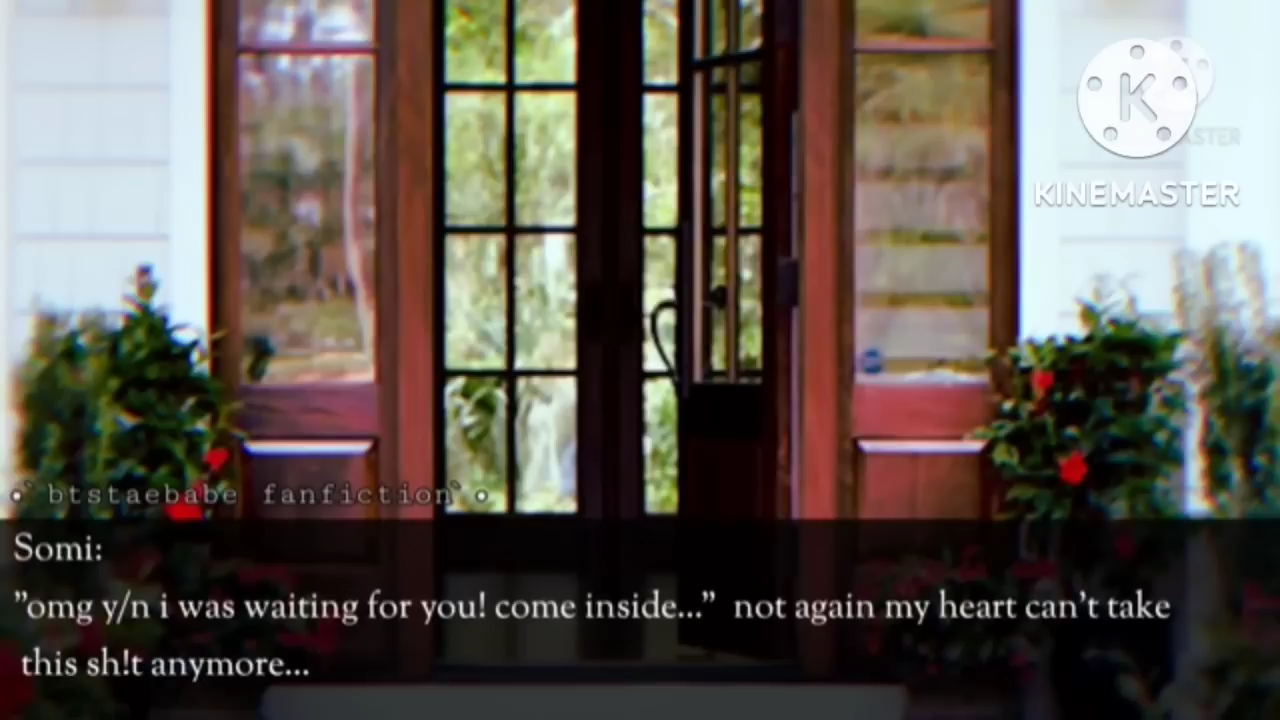 KINEMASTER
ASTER
•` btstaebabe fanfiction` •
Somi:
”omg y/n i was waiting for you! come inside...” not again my heart can't take
this sh!t anymore...